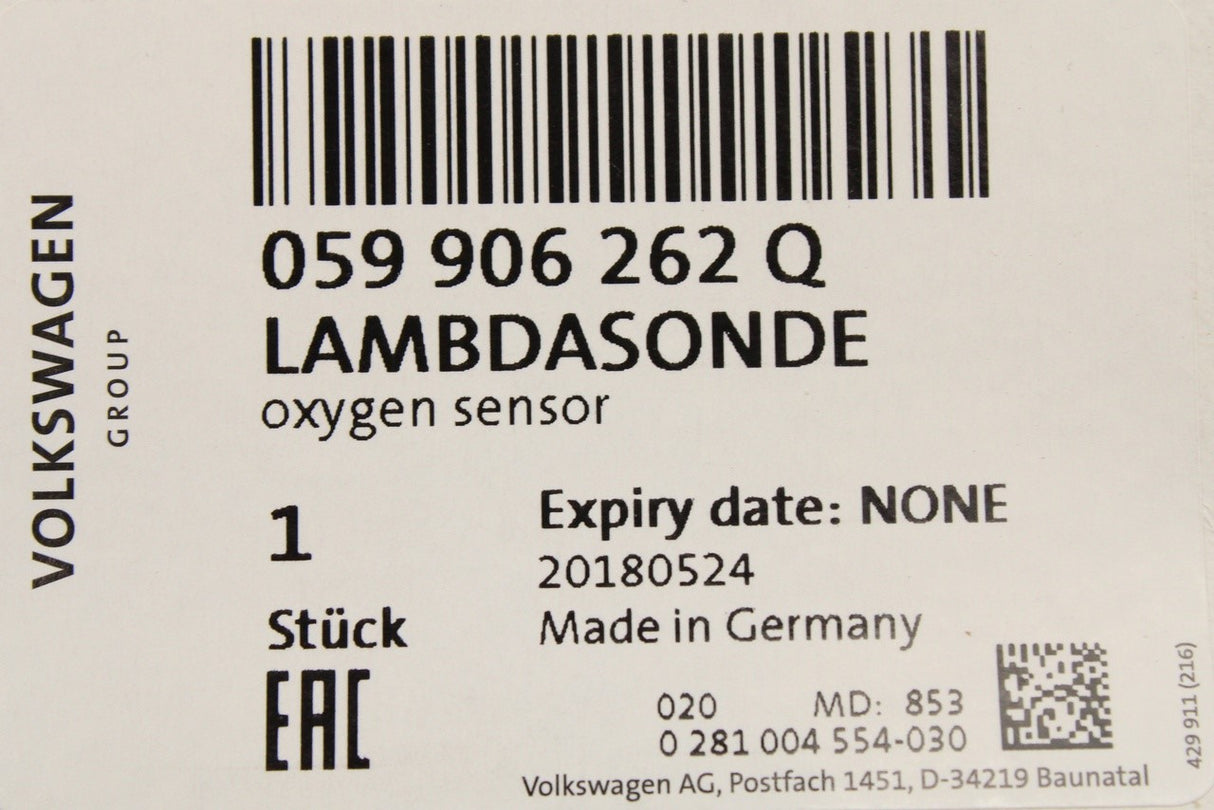 VOLKSWAGEN
GROUP
059 906 262 Q
LAMBDASONDE
oxygen sensor
1
Stück
EAC
Expiry date: NONE
20180524
Made in Germany
020 MD: 853
0 281 004 554-030
Volkswagen AG, Postfach 1451, D-34219 Baunatal
429 911 (216)